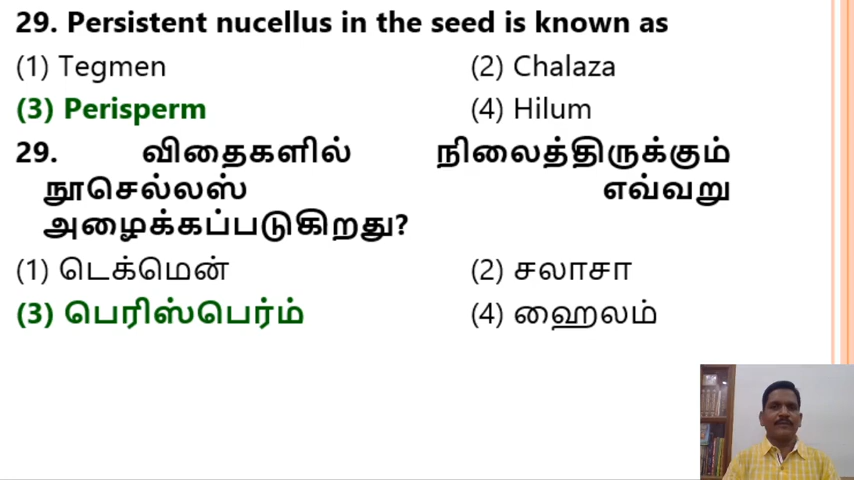 29. Persistent nucellus in the seed is known as
(1) Tegmen (2) Chalaza
(3) Perisperm (4) Hilum
29. விதைகளில் நிலைத்திருக்கும்
நூசெல்லஸ் எவ்வறு
அழைக்கப்படுகிறது?
(1) டெக்மென் (2) சலாசா
(3) பெரிஸ்பெர்ம் (4) ஹைலம்